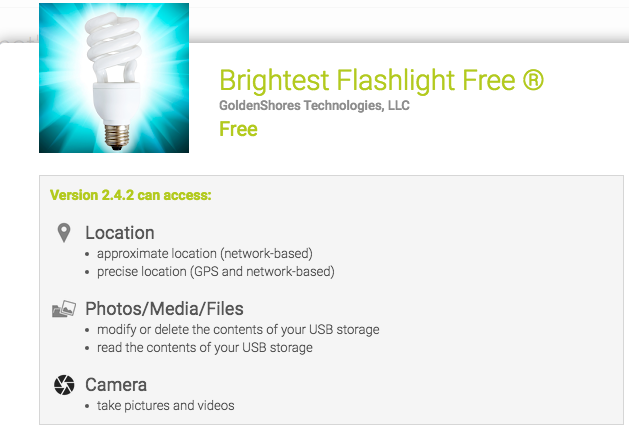 Brightest Flashlight Free ®
GoldenShores Technologies, LLC
Free
Version 2.4.2 can access:
Location
• approximate location (network-based)
• precise location (GPS and network-based)
Photos/Media/Files
• modify or delete the contents of your USB storage
• read the contents of your USB storage
Camera
• take pictures and videos